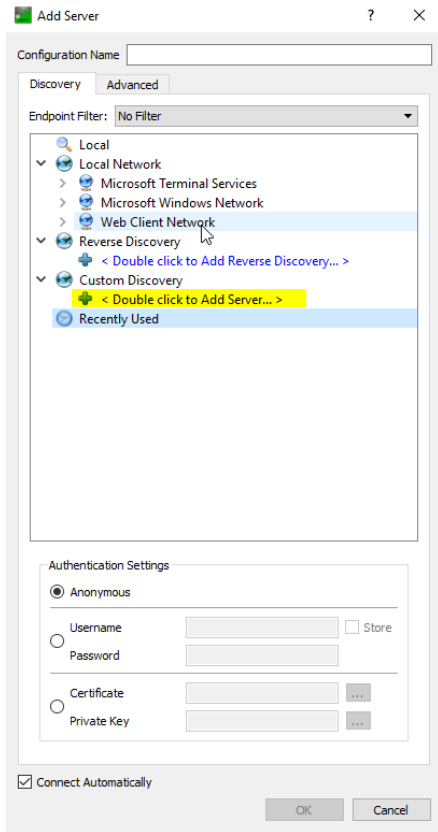 Add Server
Configuration Name
Discovery Advanced
Endpoint Filter: No Filter
Local
Local Network
Microsoft Terminal Services
Microsoft Windows Network
Web Client Network
Reverse Discovery
< Double click to Add Reverse Discovery... >
Custom Discovery
< Double click to Add Server... >
Recently Used
Authentication Settings
Anonymous
Username Store
Password
Certificate ...
Private Key ...
Connect Automatically
OK Cancel